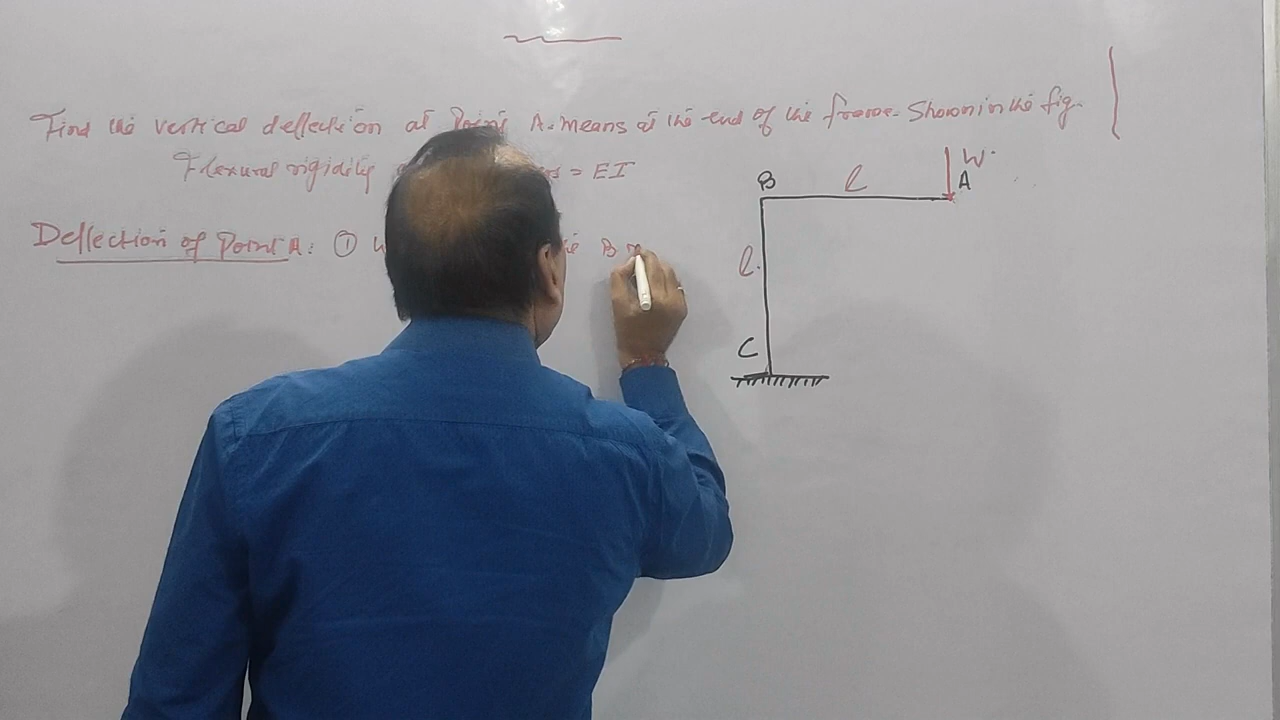 Find the vertical deflection at Point A. means at the end of the frame. Shown in the fig.
Flexural rigidity = EI
Deflection of Point A: ①
B
B l A W
l
C